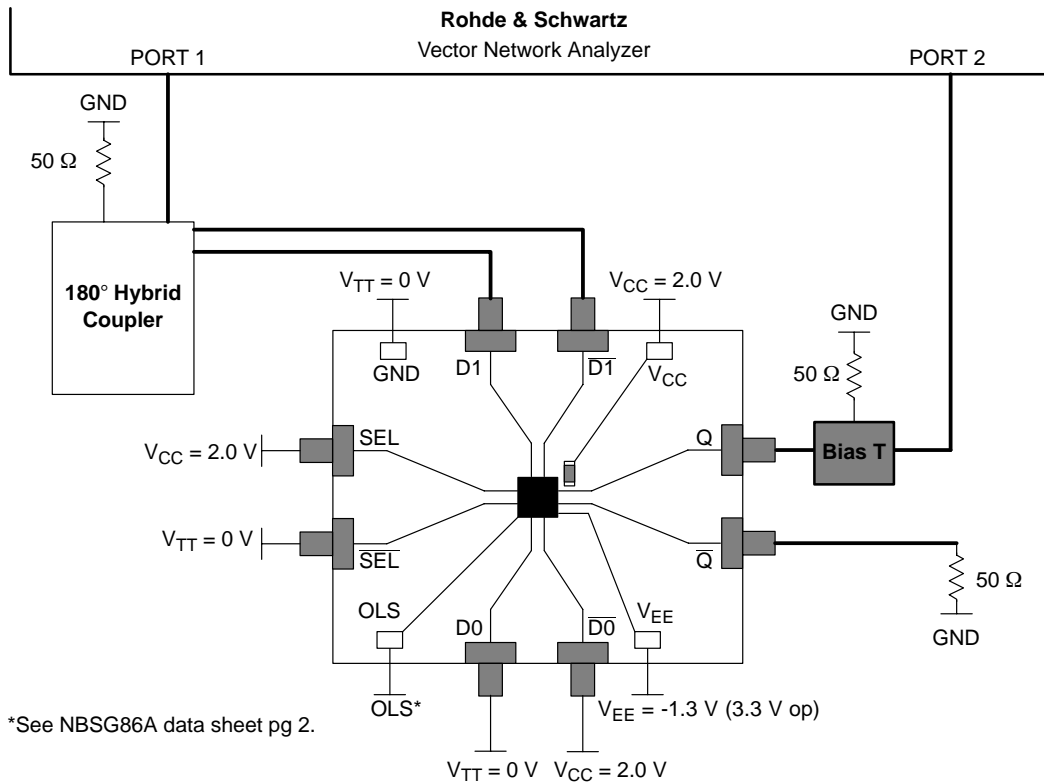 Rohde & Schwartz
Vector Network Analyzer
PORT 1
PORT 2
GND
50 Ω
180° Hybrid
Coupler
V_TT = 0 V
V_CC = 2.0 V
GND
D1
D1̅
V_CC
GND
50 Ω
V_CC = 2.0 V
SEL
Q
Bias T
V_TT = 0 V
S̅E̅L̅
Q̅
50 Ω
GND
OLS
D0
D̅0̅
V_EE
OLS*
V_EE = -1.3 V (3.3 V op)
*See NBSG86A data sheet pg 2.
V_TT = 0 V
V_CC = 2.0 V